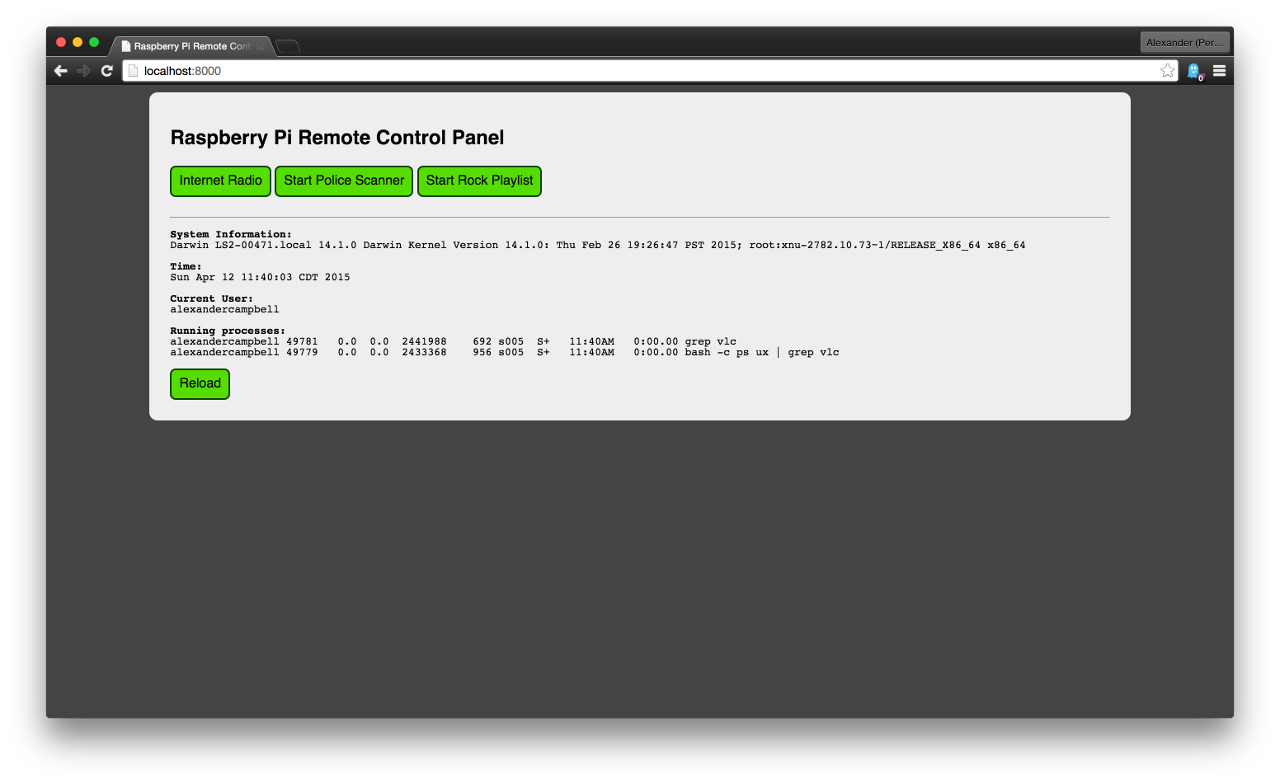 Raspberry Pi Remote Cont
Alexander (Per...
localhost:8000
0
Raspberry Pi Remote Control Panel
Internet Radio Start Police Scanner Start Rock Playlist
System Information:
Darwin LS2-00471.local 14.1.0 Darwin Kernel Version 14.1.0: Thu Feb 26 19:26:47 PST 2015; root:xnu-2782.10.73~1/RELEASE_X86_64 x86_64
Time:
Sun Apr 12 11:40:03 CDT 2015
Current User:
alexandercampbell
Running processes:
alexandercampbell 49781   0.0  0.0  2441988    692 s005  S+   11:40AM   0:00.00 grep vlc
alexandercampbell 49779   0.0  0.0  2433368    956 s005  S+   11:40AM   0:00.00 bash -c ps ux | grep vlc
Reload